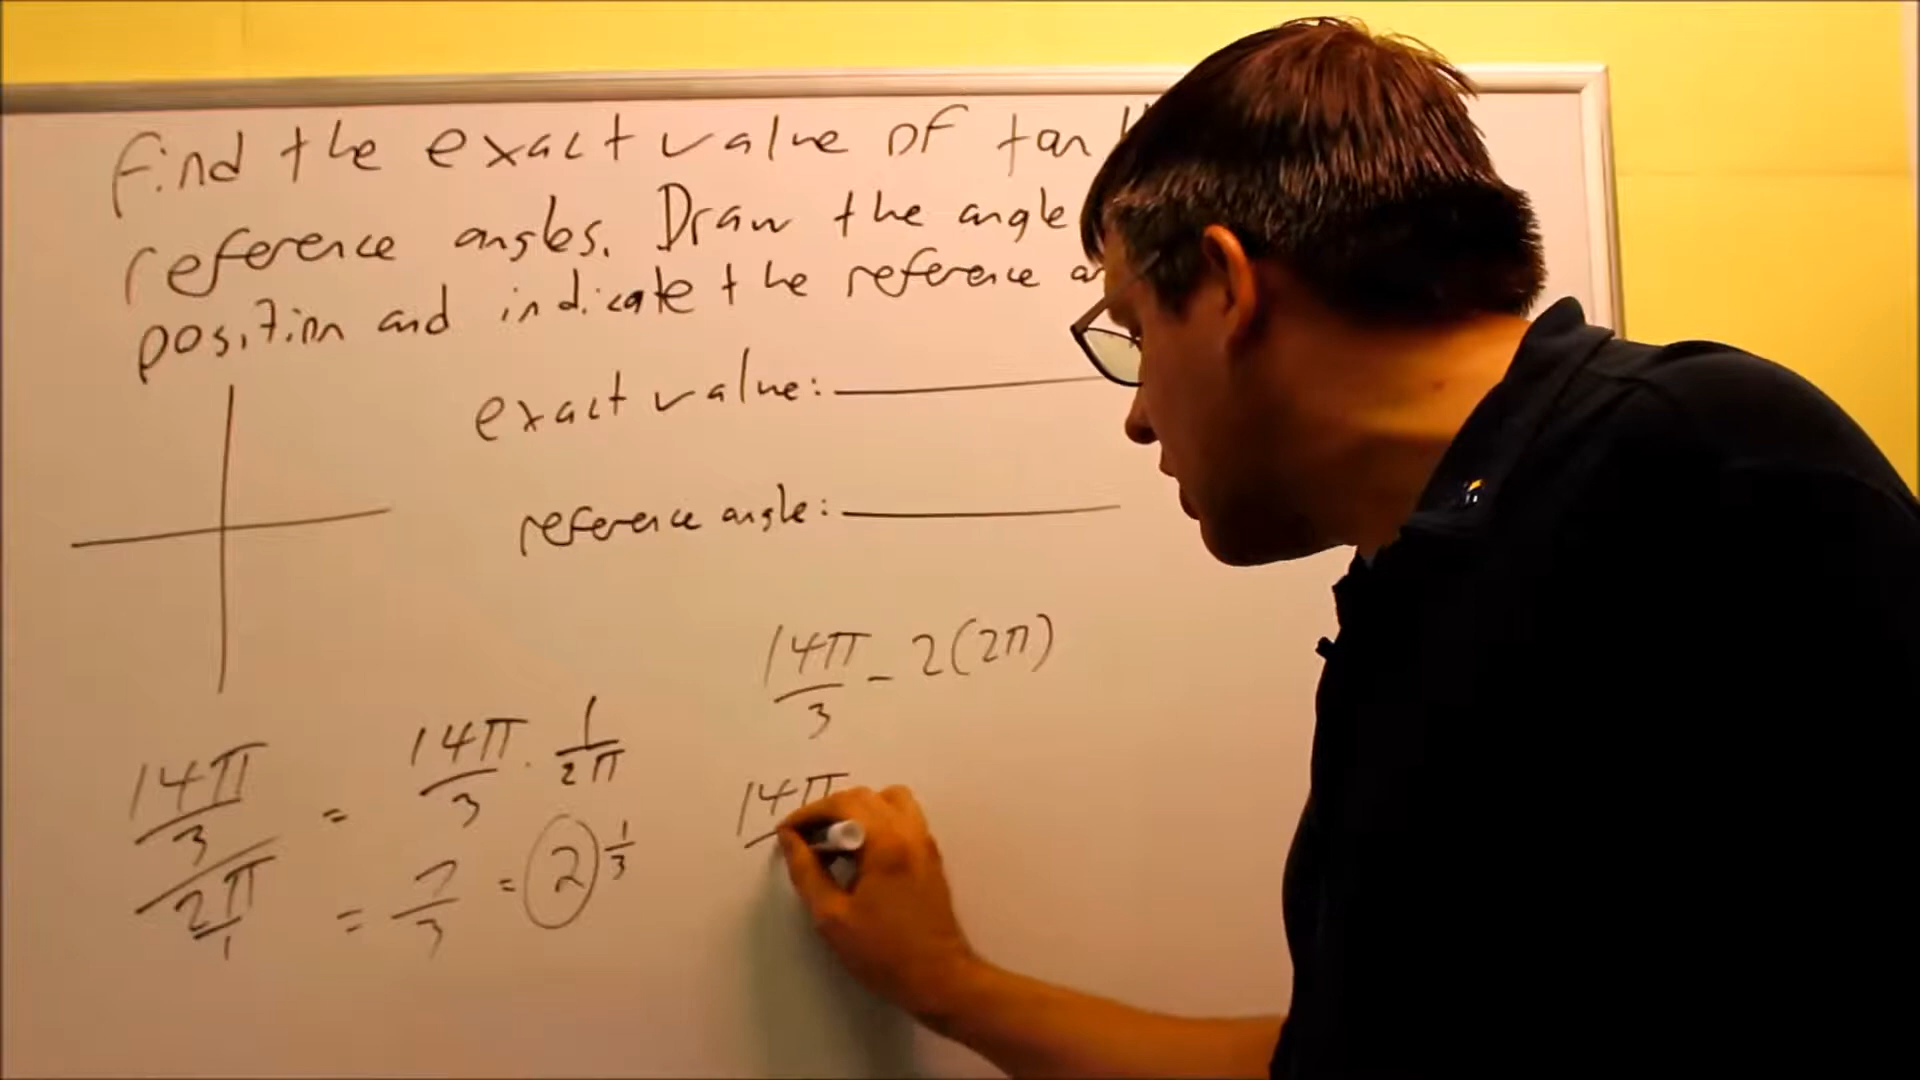 Find the exact value of tan
reference angles. Draw the angle
position and indicate the reference
exact value:
reference angle:
14π/3 - 2(2π)
14π/3 / 2π/1 = 14π/3 · 1/2π
= 7/3 = 2 1/3
14π